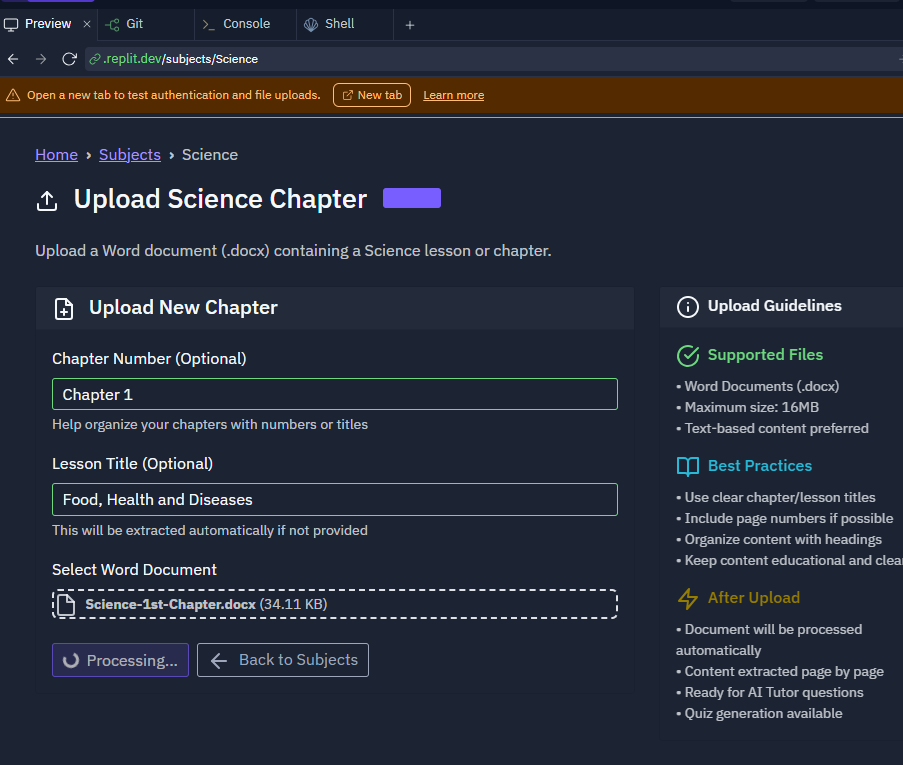 Preview
Git
Console
Shell
.replit.dev/subjects/Science
Open a new tab to test authentication and file uploads. New tab Learn more
Home › Subjects › Science
Upload Science Chapter
Upload a Word document (.docx) containing a Science lesson or chapter.
Upload New Chapter
Chapter Number (Optional)
Chapter 1
Help organize your chapters with numbers or titles
Lesson Title (Optional)
Food, Health and Diseases
This will be extracted automatically if not provided
Select Word Document
Science-1st-Chapter.docx (34.11 KB)
Processing...
Back to Subjects
Upload Guidelines
Supported Files
• Word Documents (.docx)
• Maximum size: 16MB
• Text-based content preferred
Best Practices
• Use clear chapter/lesson titles
• Include page numbers if possible
• Organize content with headings
• Keep content educational and clear
After Upload
• Document will be processed
automatically
• Content extracted page by page
• Ready for AI Tutor questions
• Quiz generation available